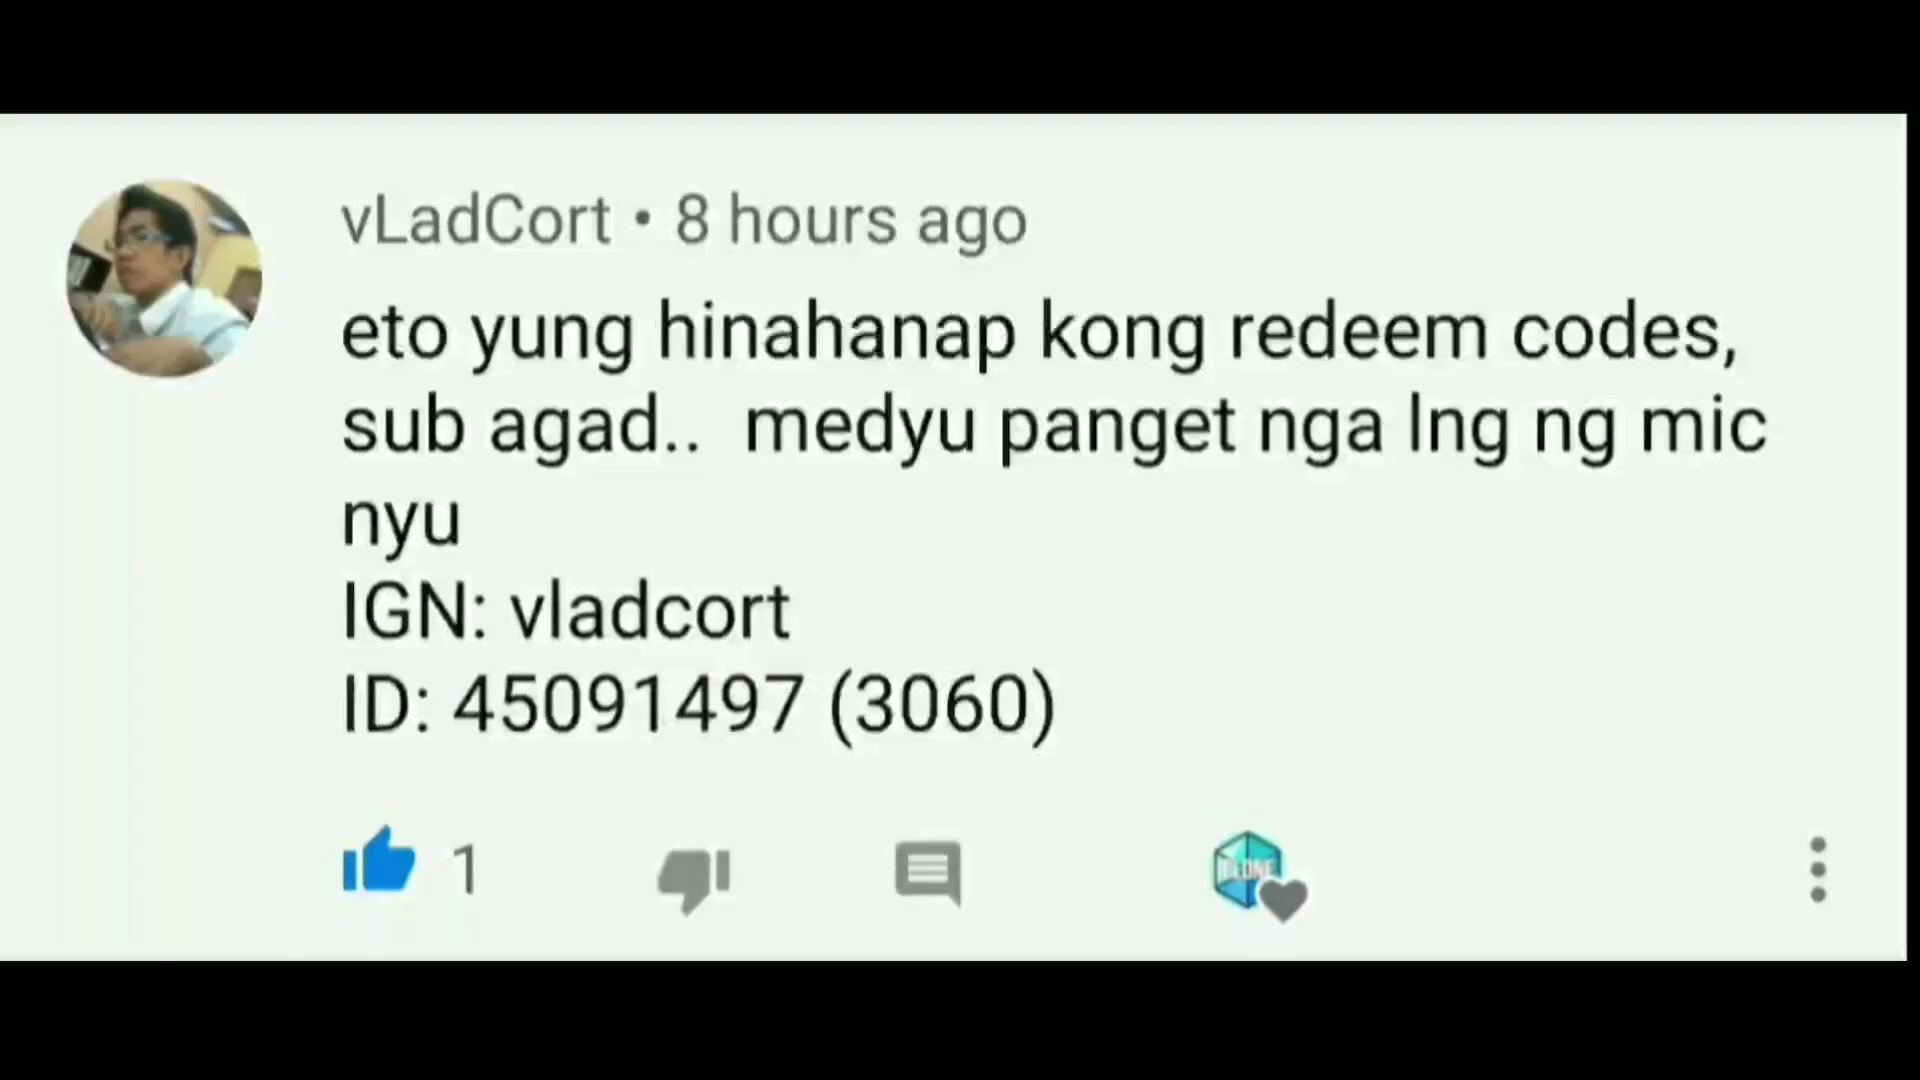 vLadCort • 8 hours ago
eto yung hinahanap kong redeem codes,
sub agad.. medyu panget nga lng ng mic
nyu
IGN: vladcort
ID: 45091497 (3060)
1